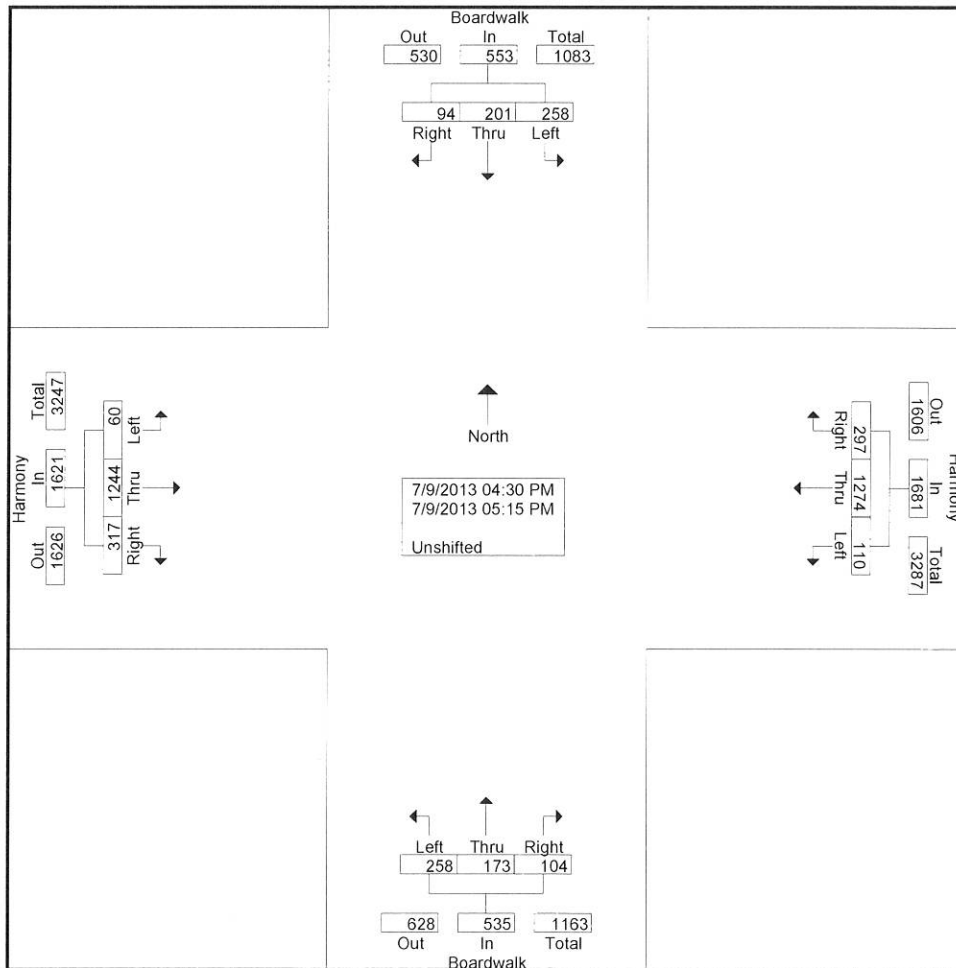 Boardwalk
Out In Total
530 553 1083
94 201 258
Right Thru Left
Harmony
Total In Out
3247 1621 1626
60 1244 317
Left Thru Right
North
7/9/2013 04:30 PM
7/9/2013 05:15 PM
Unshifted
Right Thru Left
297 1274 110
Out In Total
1606 1681 3287
Harmony
Left Thru Right
258 173 104
628 535 1163
Out In Total
Boardwalk